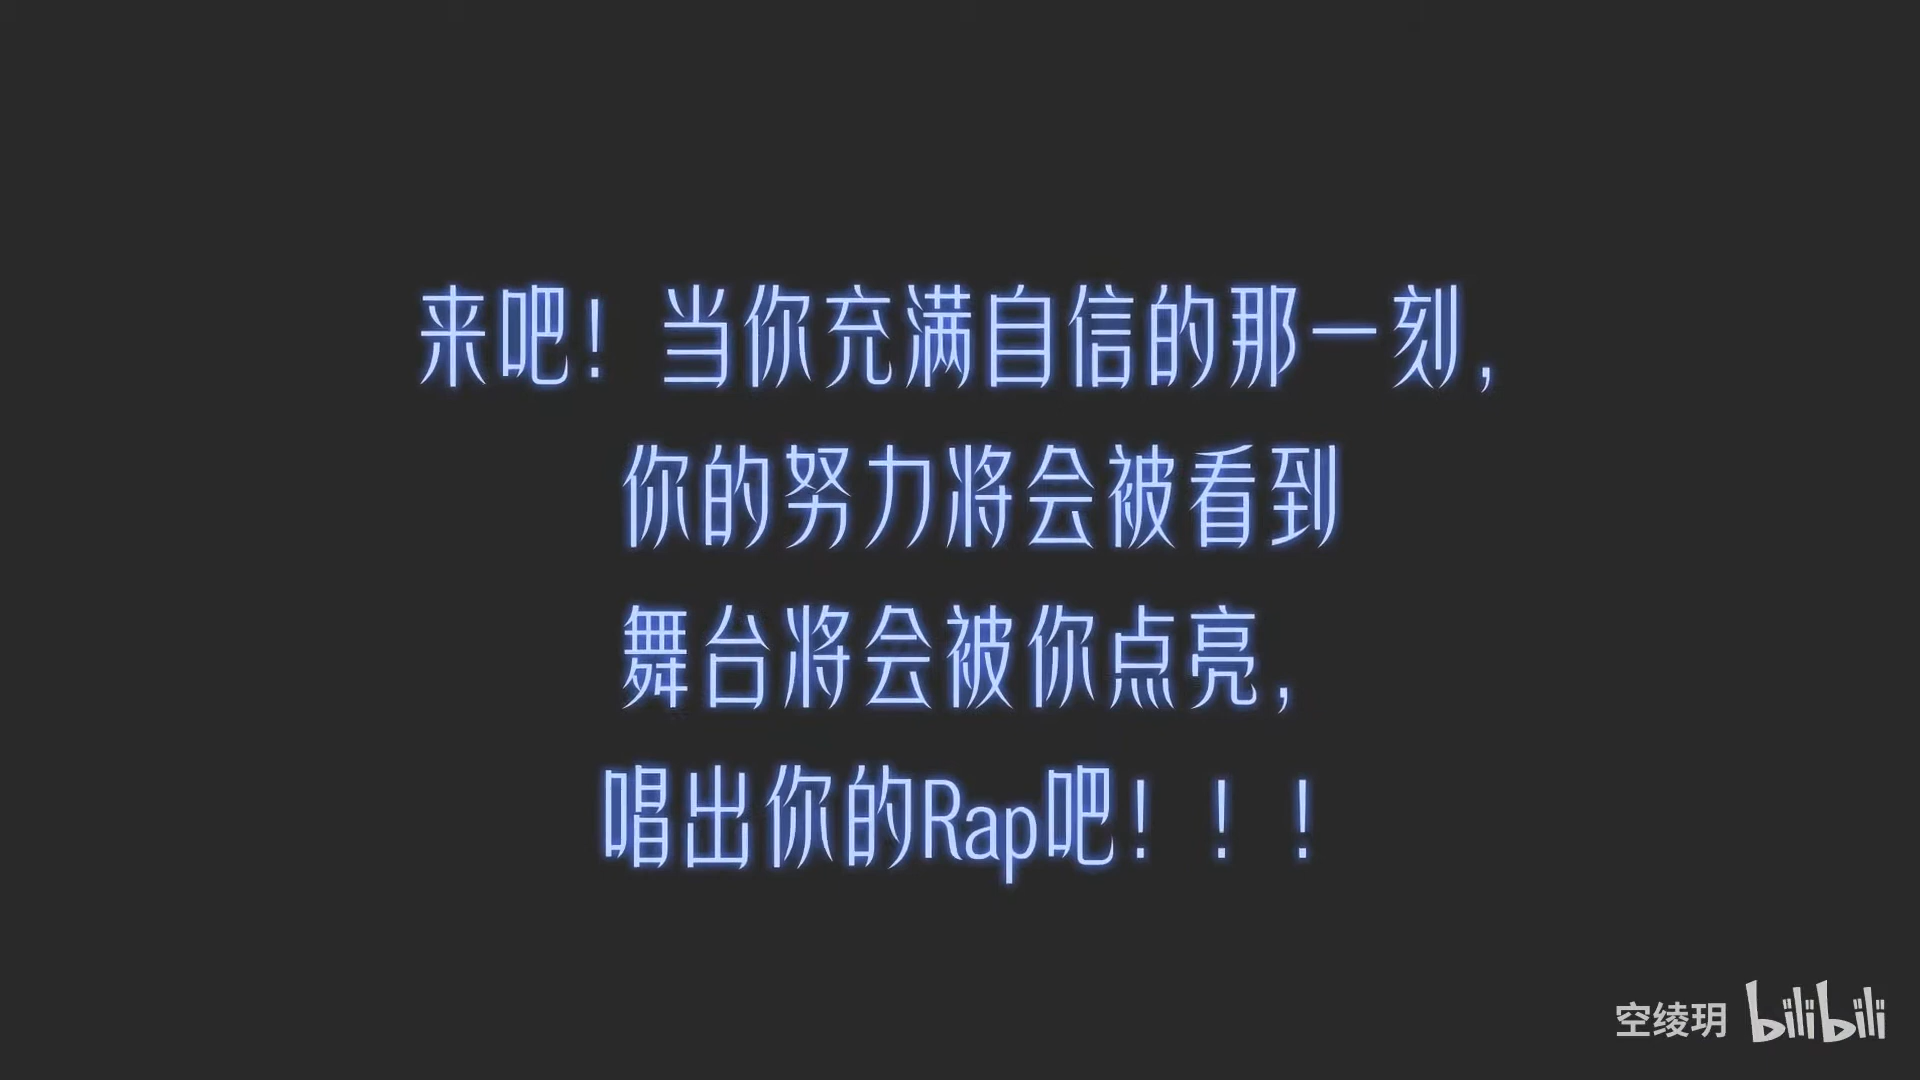 来吧！当你充满自信的那一刻，
你的努力将会被看到
舞台将会被你点亮，
唱出你的Rap吧！！！
空绫玥 bilibili